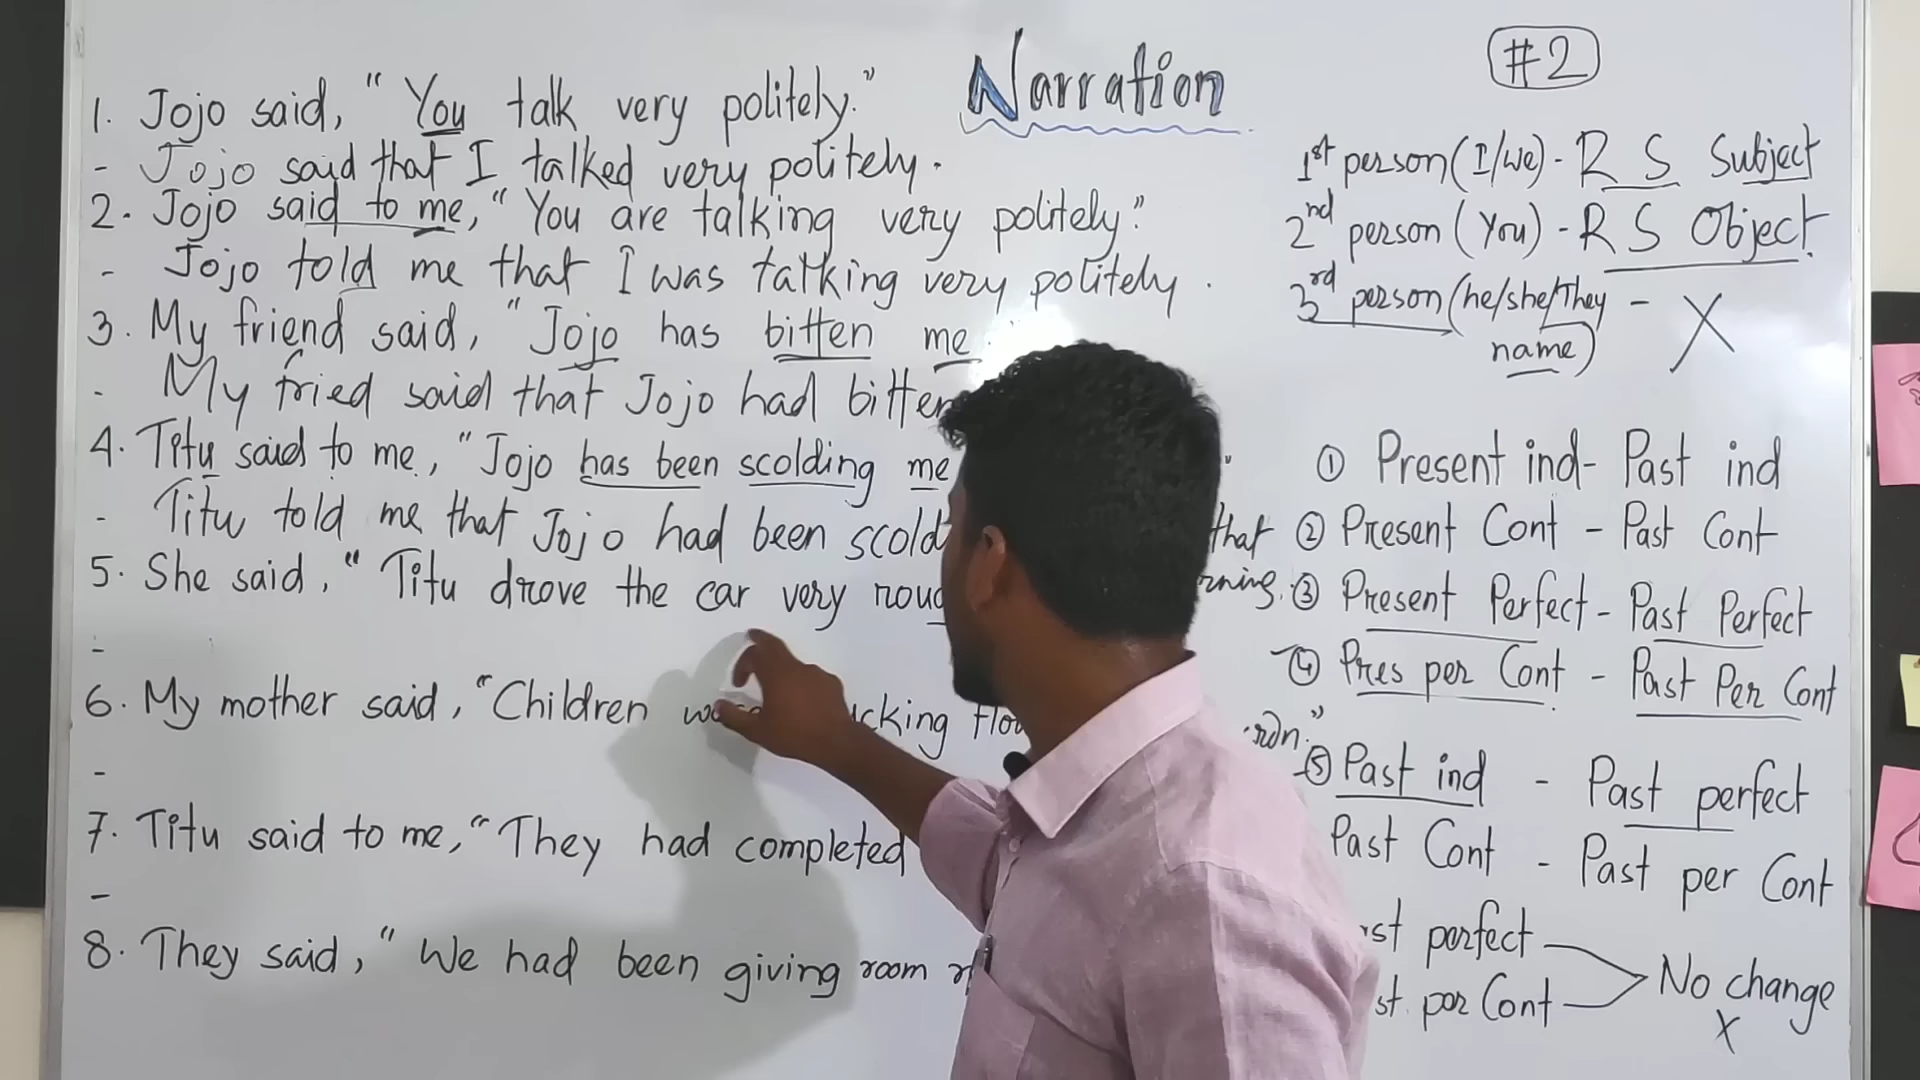 Narration
#2
1. Jojo said, "You talk very politely."
- Jojo said that I talked very politely.
2. Jojo said to me, "You are talking very politely."
- Jojo told me that I was talking very politely.
3. My friend said, "Jojo has bitten me
- My fried said that Jojo had bitten
4. Titu said to me, "Jojo has been scolding me "
- Titu told me that Jojo had been that
5. She said, "Titu drove the car very
-
6. My mother said, "Children
-
7. Titu said to me, "They had completed
-
8. They said, "We had been giving room
1st person (I/We) - R S Subject
2nd person (You) - R S Object.
3rd person (he/she/They - X
name)
① Present ind - Past ind
② Present Cont - Past Cont
③ Present Perfect - Past Perfect
④ Pres per Cont - Past Per Cont
⑤ Past ind - Past perfect
Past Cont - Past per Cont
perfect
No change
per Cont
X